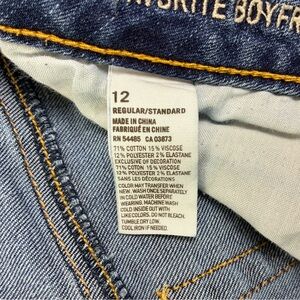 FAVORITE BOYFR
12
REGULAR/STANDARD
MADE IN CHINA
FABRIQUÉ EN CHINE
RN 54485 CA 03873
71% COTTON 15% VISCOSE
12% POLYESTER 2% ELASTANE
EXCLUSIVE OF DECORATION
71% COTON 15% VISCOSE
12% POLYESTER 2% ELASTANE
SANS LES DÉCORATIONS
COLOR MAY TRANSFER WHEN
NEW. WASH ONCE SEPARATELY
IN COLD WATER BEFORE
WEARING. MACHINE WASH
COLD INSIDE OUT WITH
LIKE COLORS. DO NOT BLEACH.
TUMBLE DRY LOW.
COOL IRON IF NEEDED.